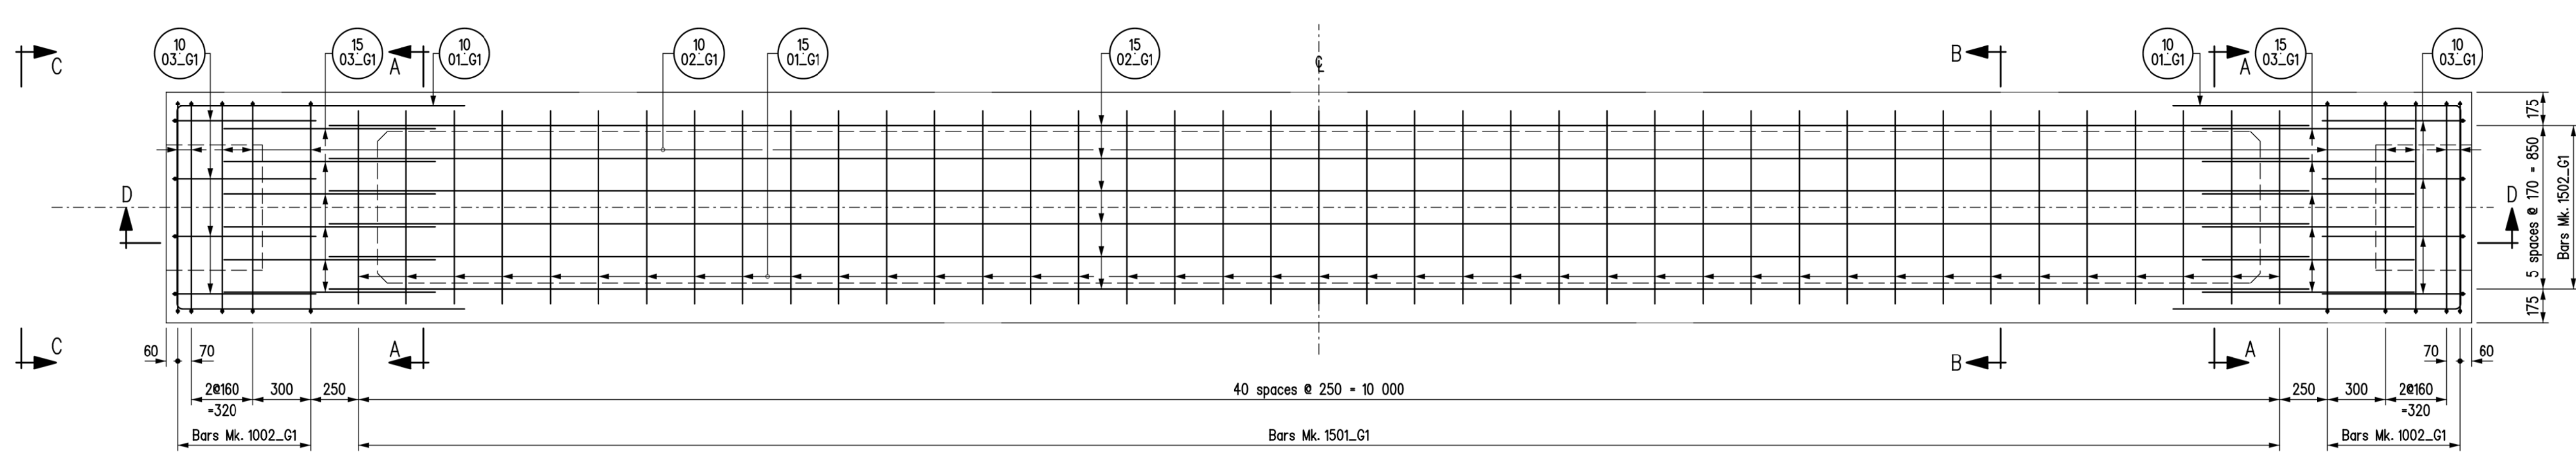 10
03_G1
15
03_G1
10
01_G1
10
02_G1
15
01_G1
15
02_G1
10
01_G1
15
03_G1
10
03_G1
C
A
℄
B
A
C
A
B
A
D
D
175
5 spaces @ 170 = 850
175
Bars Mk. 1502_G1
60
70
70
60
2@160
=320
300
250
40 spaces @ 250 = 10 000
250
300
2@160
=320
Bars Mk. 1002_G1
Bars Mk. 1501_G1
Bars Mk. 1002_G1